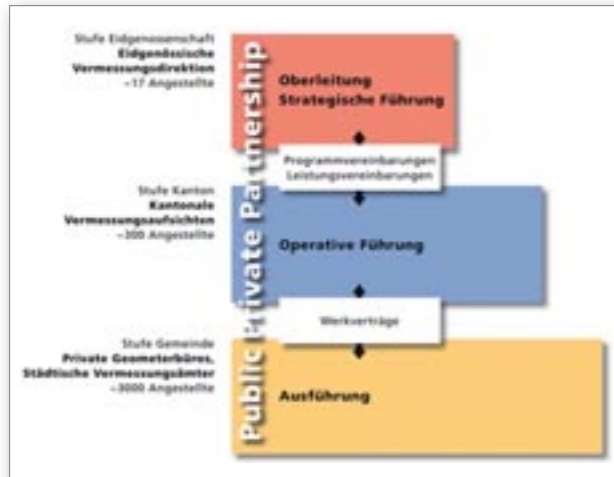 Stufe Eidgenossenschaft
Eidgenössische
Vermessungsdirektion
~17 Angestellte
Oberleitung
Strategische Führung
Programmvereinbarungen
Leistungsvereinbarungen
Stufe Kanton
Kantonale
Vermessungsaufsichten
~300 Angestellte
Operative Führung
Werkverträge
Stufe Gemeinde
Private Geometerbüros,
Städtische Vermessungsämter
~3000 Angestellte
Ausführung
Public Private Partnership